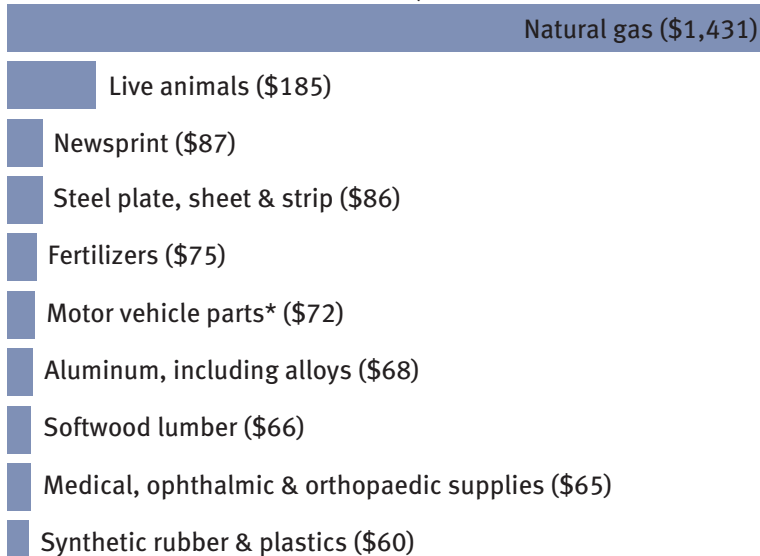 Natural gas ($1,431)
Live animals ($185)
Newsprint ($87)
Steel plate, sheet & strip ($86)
Fertilizers ($75)
Motor vehicle parts* ($72)
Aluminum, including alloys ($68)
Softwood lumber ($66)
Medical, ophthalmic & orthopaedic supplies ($65)
Synthetic rubber & plastics ($60)